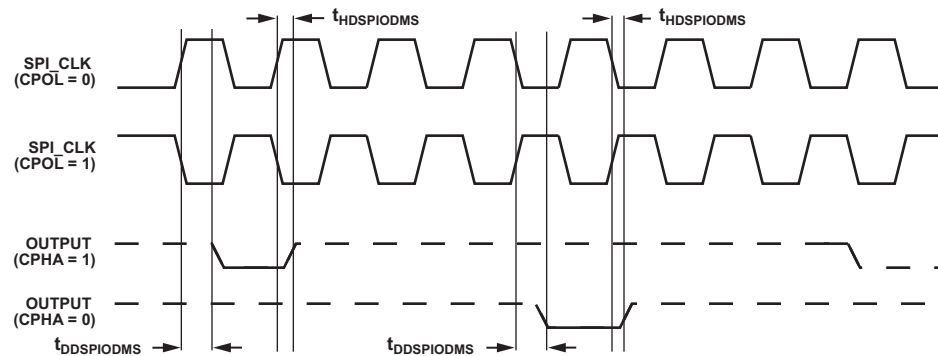 tHDSPIODMS
tHDSPIODMS
SPI_CLK
(CPOL = 0)
SPI_CLK
(CPOL = 1)
OUTPUT
(CPHA = 1)
OUTPUT
(CPHA = 0)
tDDSPIODMS
tDDSPIODMS